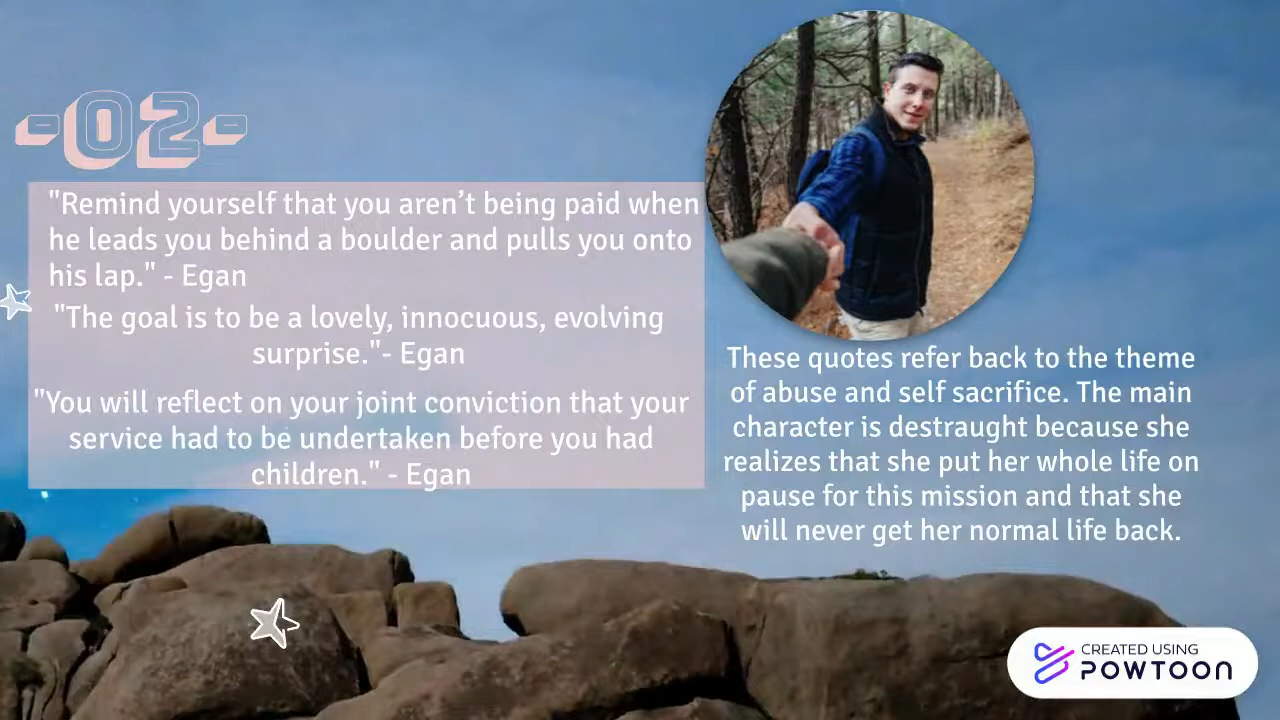 -02-
"Remind yourself that you aren’t being paid when
he leads you behind a boulder and pulls you onto
his lap." - Egan
"The goal is to be a lovely, innocuous, evolving
surprise."- Egan
"You will reflect on your joint conviction that your
service had to be undertaken before you had
children." - Egan
These quotes refer back to the theme
of abuse and self sacrifice. The main
character is destraught because she
realizes that she put her whole life on
pause for this mission and that she
will never get her normal life back.
CREATED USING
POWTOON